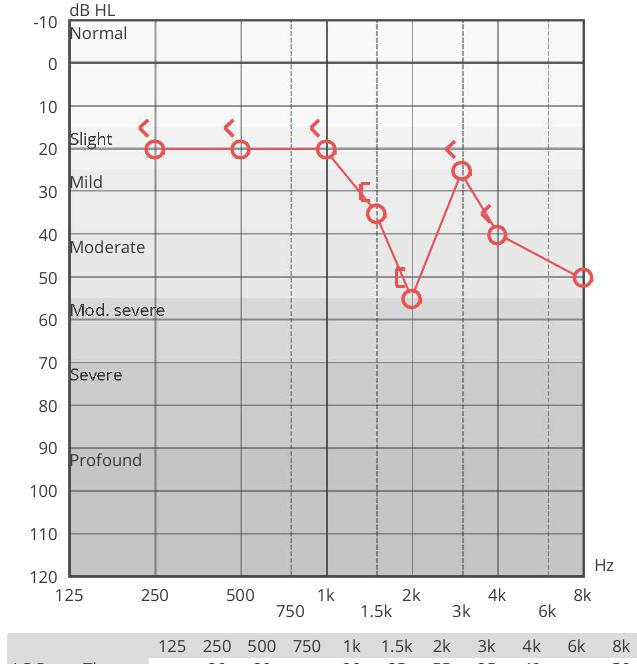 dB HL
-10
Normal
0
10
Slight
20
Mild
30
40
Moderate
50
Mod. severe
60
70
Severe
80
90
Profound
100
110
120
Hz
125 250 500 1k 2k 4k 8k
750 1.5k 3k 6k
125 250 500 750 1k 1.5k 2k 3k 4k 6k 8k